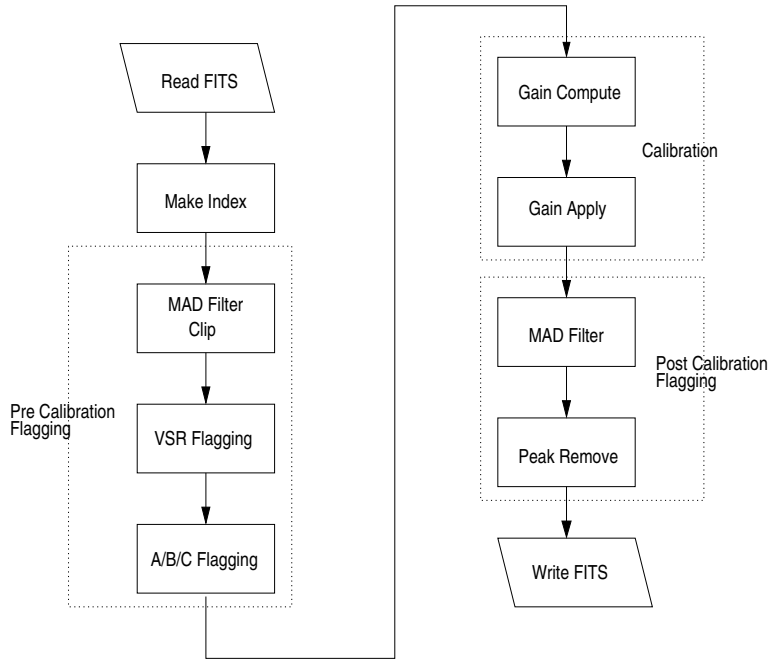 Read FITS
Make Index
MAD Filter
Clip
Pre Calibration
Flagging
VSR Flagging
A/B/C Flagging
Gain Compute
Calibration
Gain Apply
MAD Filter
Post Calibration
Flagging
Peak Remove
Write FITS